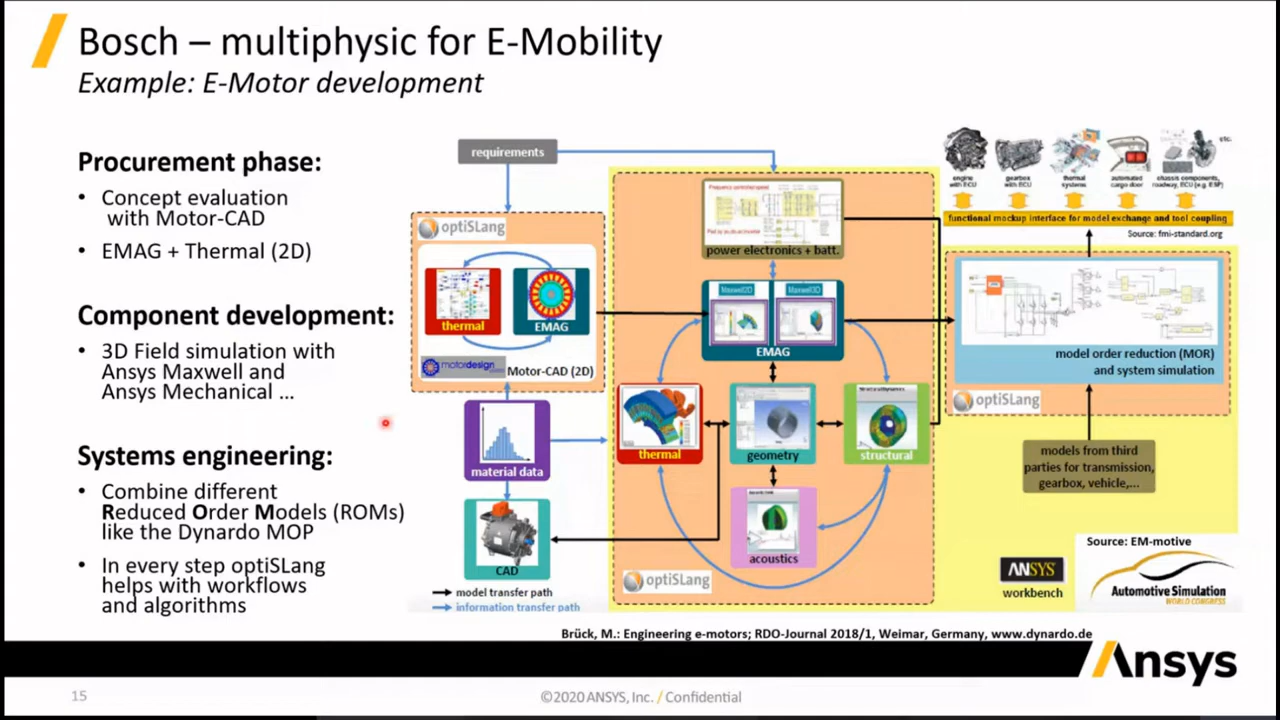 Bosch – multiphysic for E-Mobility
Example: E-Motor development
Procurement phase:
• Concept evaluation
with Motor-CAD
• EMAG + Thermal (2D)
Component development:
• 3D Field simulation with
Ansys Maxwell and
Ansys Mechanical ...
Systems engineering:
• Combine different
Reduced Order Models (ROMs)
like the Dynardo MOP
• In every step optiSLang
helps with workflows
and algorithms
requirements
optiSLang
thermal
EMAG
motordesign
Motor-CAD (2D)
material data
CAD
model transfer path
information transfer path
power electronics + batt.
Maxwell2D
Maxwell3D
EMAG
thermal
geometry
structural
acoustics
optiSLang
etc.
engine
with ECU
gearbox
with ECU
thermal
systems
automated
cargo door
chassis components,
roadway, ECU (e.g. ESP)
functional mockup interface for model exchange and tool coupling
Source: fmi-standard.org
model order reduction (MOR)
and system simulation
optiSLang
models from third
parties for transmission,
gearbox, vehicle,...
Source: EM-motive
ANSYS
workbench
Automotive Simulation
WORLD CONGRESS
Brück, M.: Engineering e-motors; RDO-Journal 2018/1, Weimar, Germany, www.dynardo.de
Ansys
15
©2020 ANSYS, Inc. / Confidential